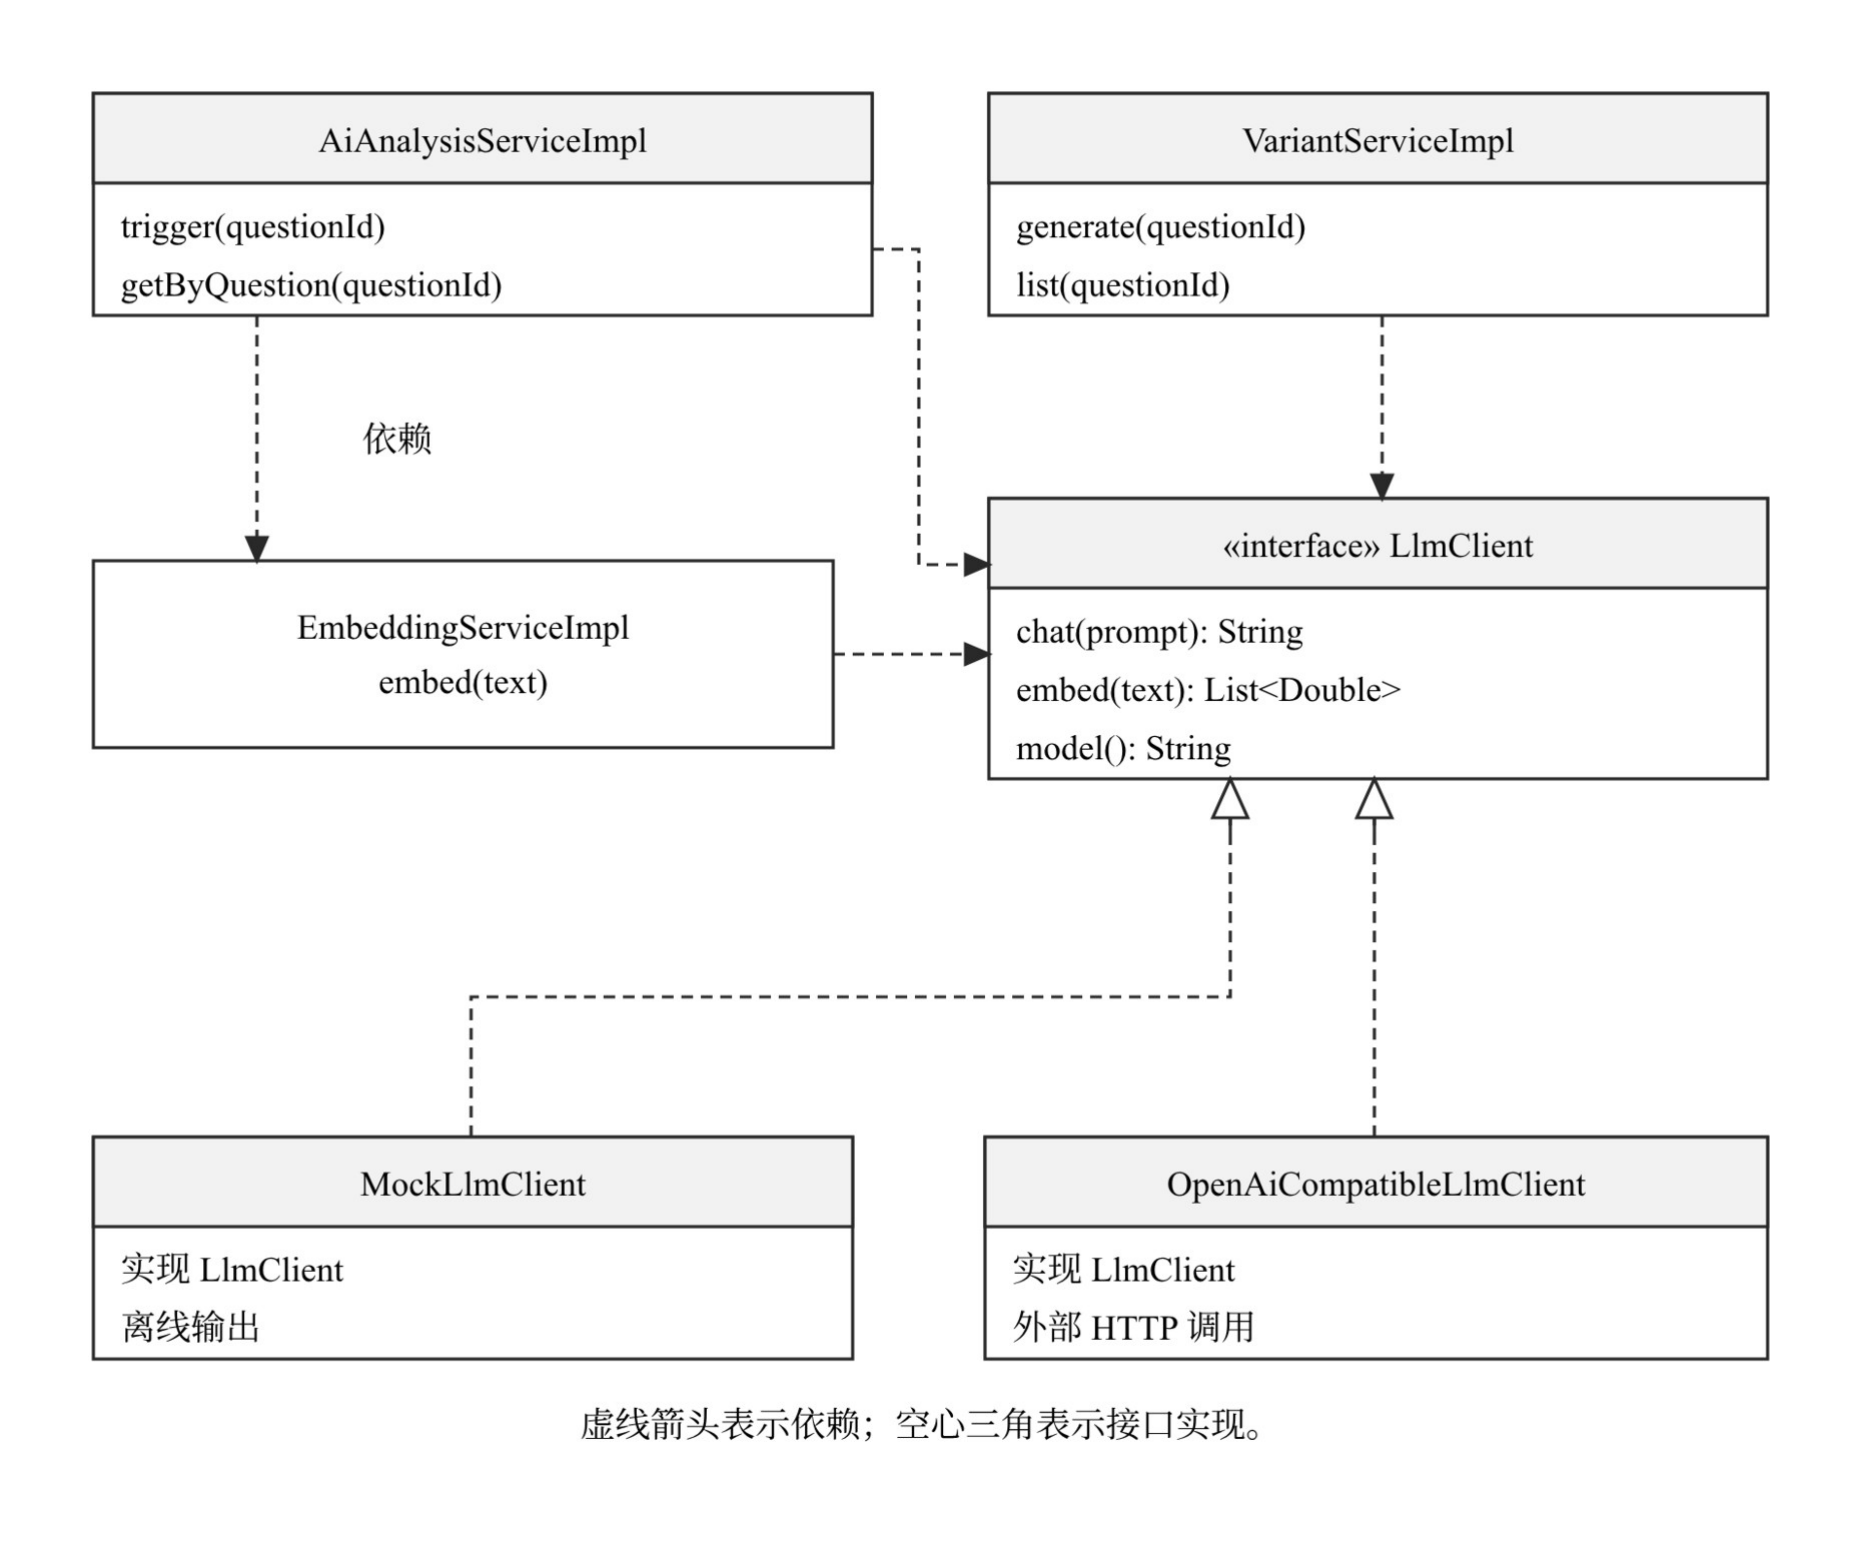 AiAnalysisServiceImpl
trigger(questionId)
getByQuestion(questionId)
VariantServiceImpl
generate(questionId)
list(questionId)
依赖
EmbeddingServiceImpl
embed(text)
«interface» LlmClient
chat(prompt): String
embed(text): List<Double>
model(): String
MockLlmClient
实现 LlmClient
离线输出
OpenAiCompatibleLlmClient
实现 LlmClient
外部 HTTP 调用
虚线箭头表示依赖；空心三角表示接口实现。